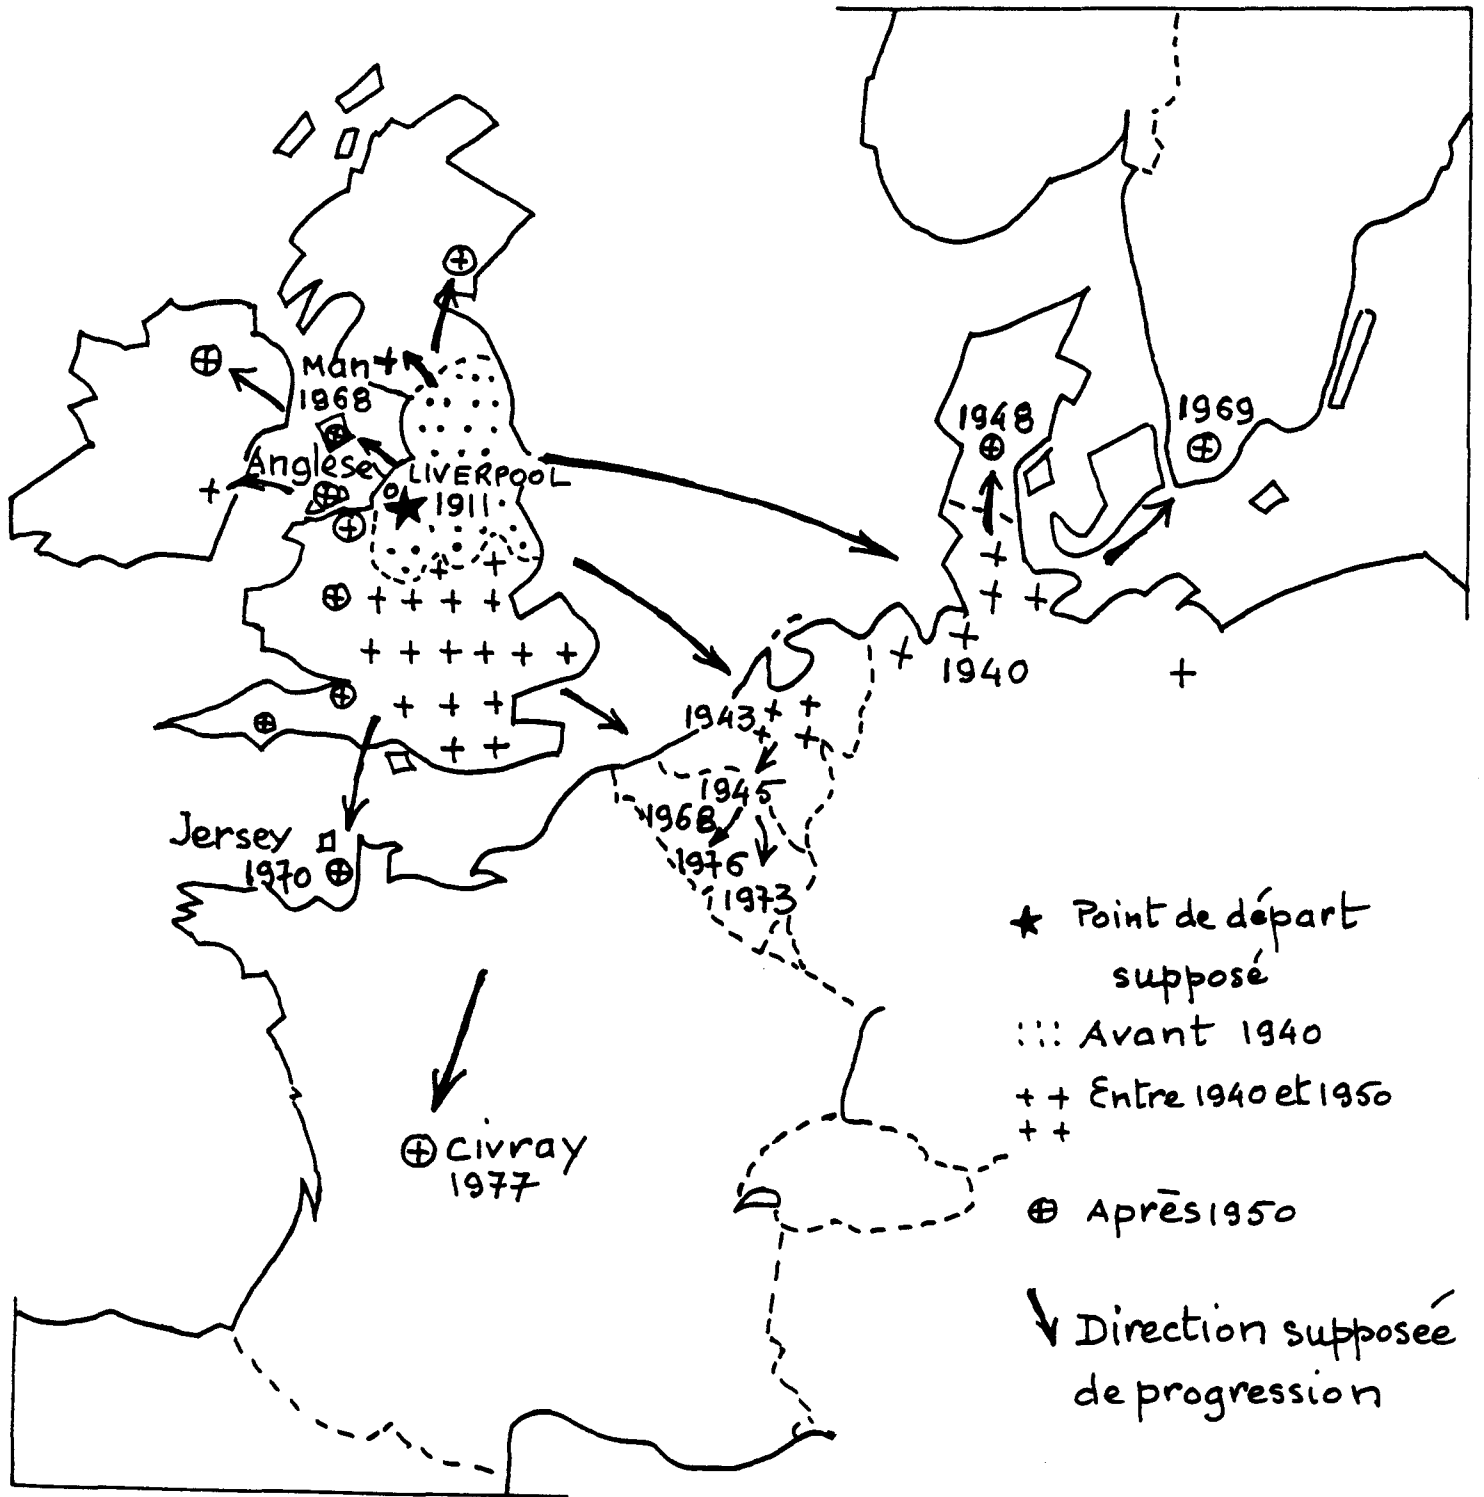 Man
1968
Anglesey
LIVERPOOL
1911
1948
1969
1940
1943
1945
1968
1976
1973
Jersey
1970
Civray
1977
Point de départ
supposé
Avant 1940
Entre 1940 et 1950
Après 1950
Direction supposée
de progression